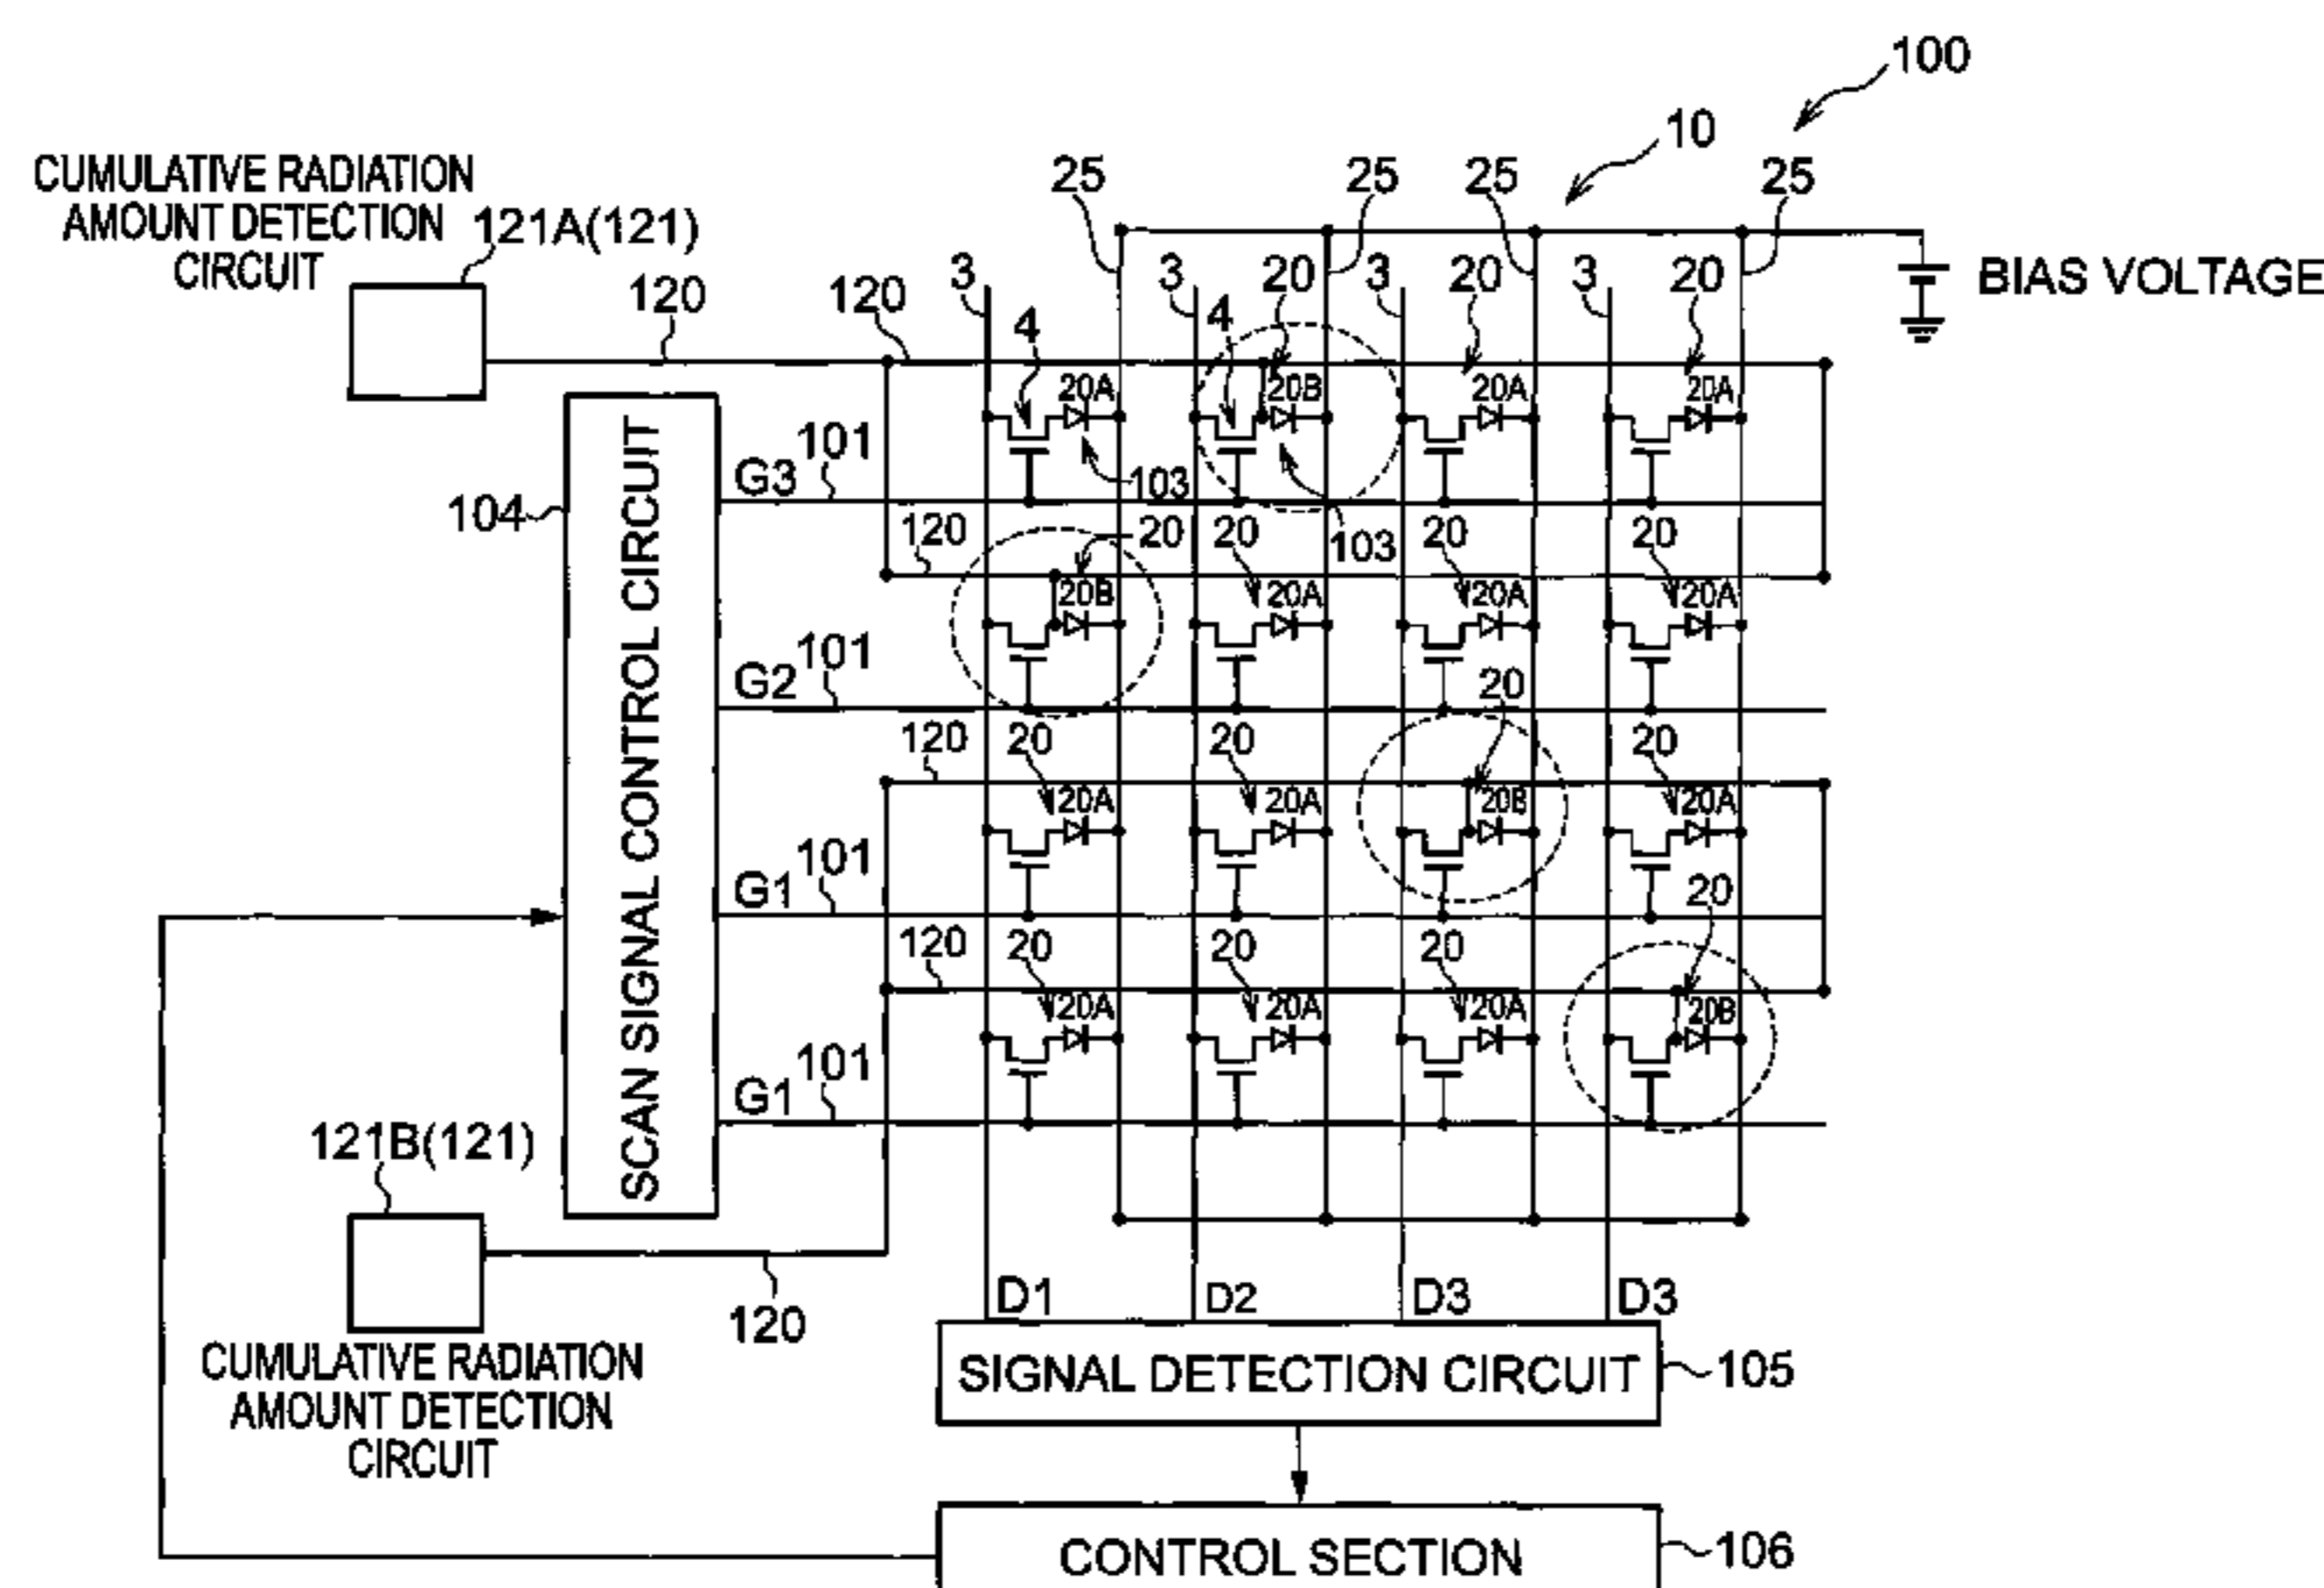 100
10
25 25 25 25
CUMULATIVE RADIATION
AMOUNT DETECTION
CIRCUIT
121A(121)
120 120
3 3 20 3 20 3 20
BIAS VOLTAGE
4 4
20A 20B 20A 20A
103 103
104
SCAN SIGNAL CONTROL CIRCUIT
G3 101
120 20 20 20 20
20B 20A 20A 20A
G2 101
20
120 20 20 20
20A 20A 20B 20A
G1 101
20
120 20 20 20
20A 20A 20A 20B
G1 101
121B(121)
120
D1 D2 D3 D3
CUMULATIVE RADIATION
AMOUNT DETECTION
CIRCUIT
SIGNAL DETECTION CIRCUIT 105
CONTROL SECTION 106